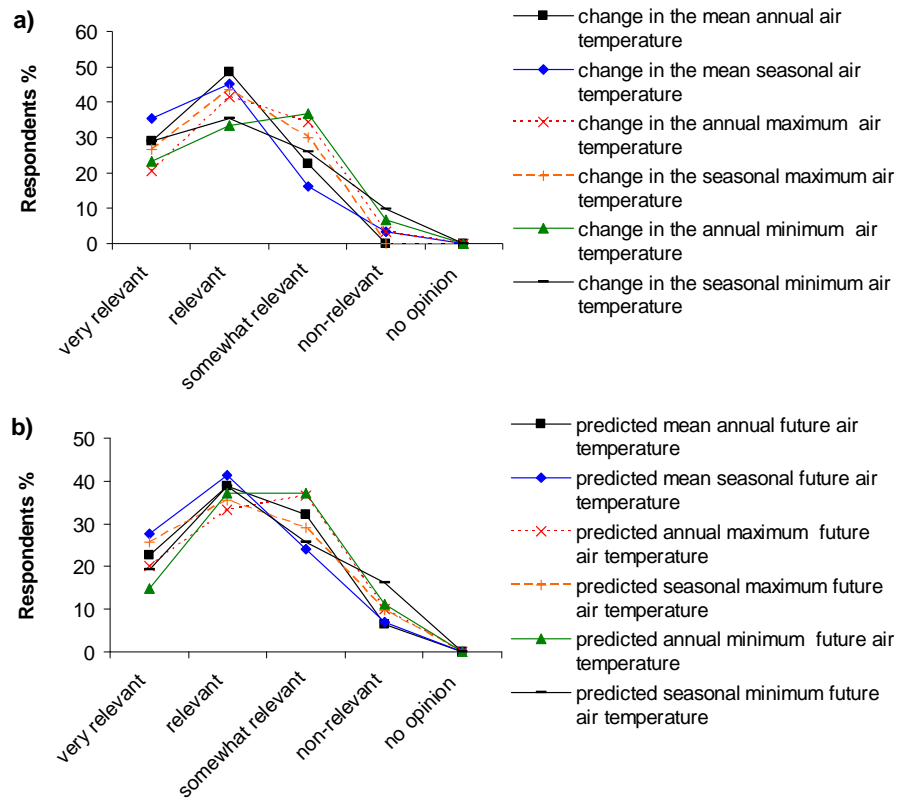 a)
60
50
40
30
20
10
0
Respondents %
very relevant
relevant
somewhat relevant
non-relevant
no opinion
change in the mean annual air
temperature
change in the mean seasonal air
temperature
change in the annual maximum  air
temperature
change in the seasonal maximum air
temperature
change in the annual minimum  air
temperature
change in the seasonal minimum air
temperature
b)
50
40
30
20
10
0
Respondents %
very relevant
relevant
somewhat relevant
non-relevant
no opinion
predicted mean annual future air
temperature
predicted mean seasonal future air
temperature
predicted annual maximum  future
air temperature
predicted seasonal maximum future
air temperature
predicted annual minimum  future air
temperature
predicted seasonal minimum future
air temperature